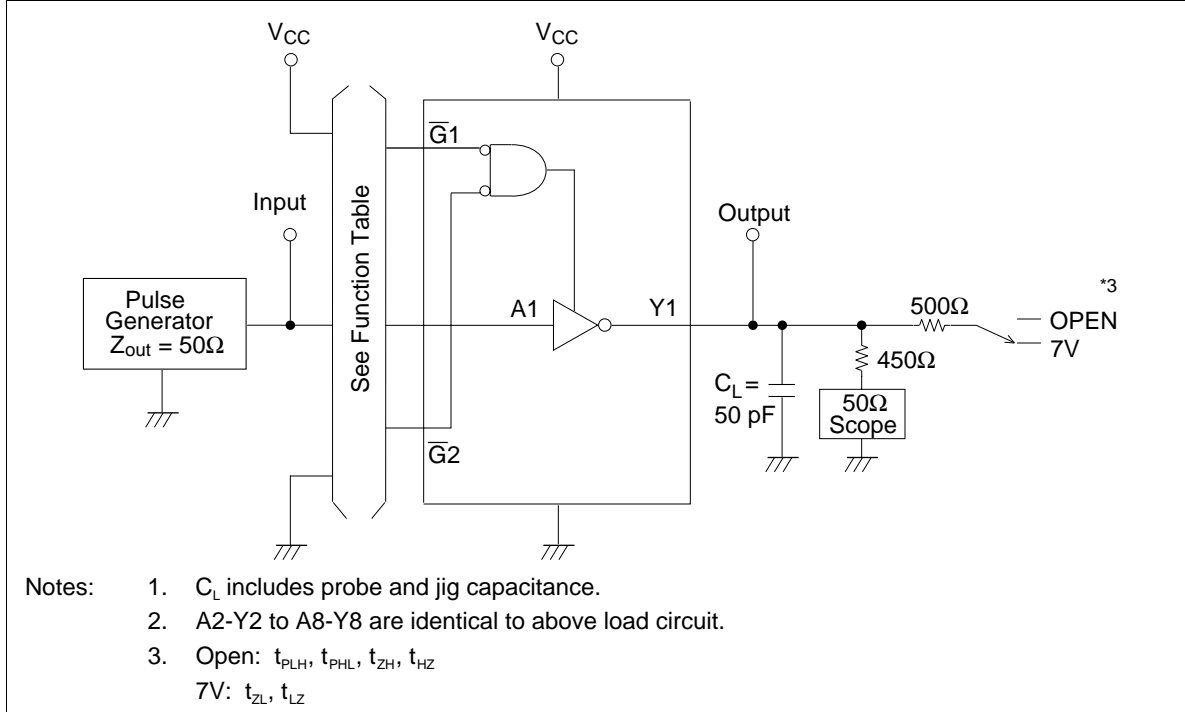 VCC
VCC
G̅1
Input
See Function Table
Output
*3
Pulse
Generator
Zout = 50Ω
A1
Y1
500Ω
OPEN
7V
450Ω
CL =
50 pF
50Ω
Scope
G̅2
Notes: 1. CL includes probe and jig capacitance.
2. A2-Y2 to A8-Y8 are identical to above load circuit.
3. Open: tPLH, tPHL, tZH, tHZ
7V: tZL, tLZ